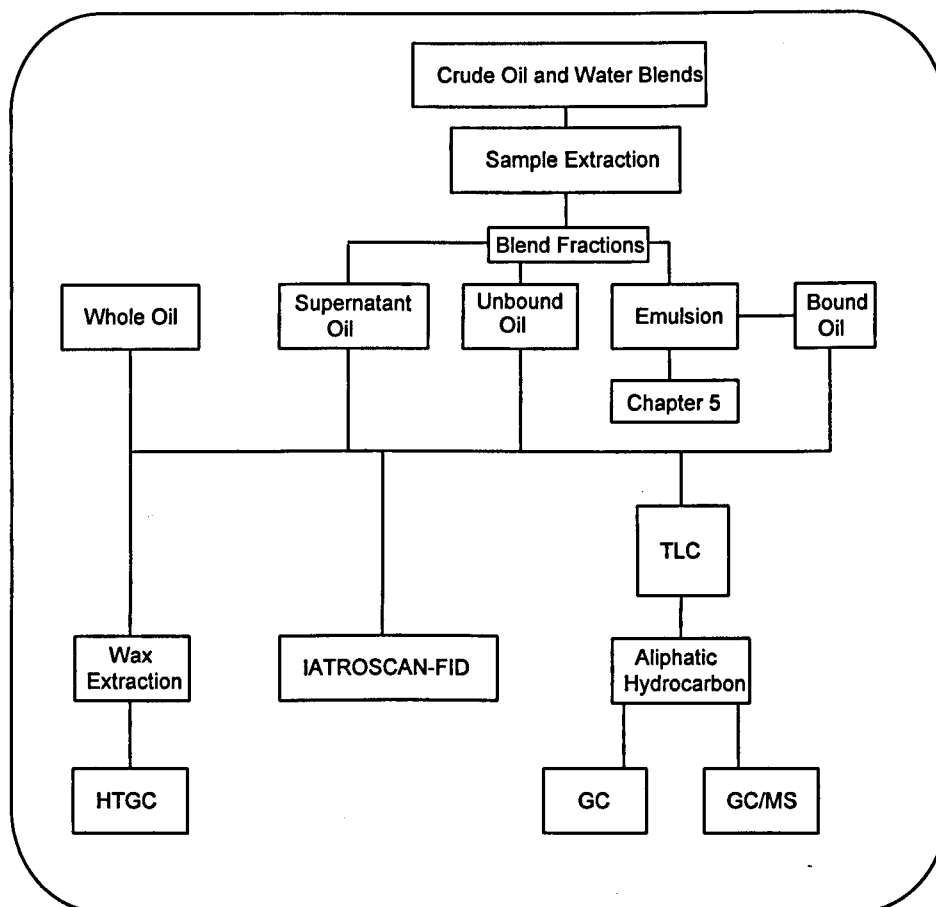 Crude Oil and Water Blends
Sample Extraction
Blend Fractions
Whole Oil
Supernatant
Oil
Unbound
Oil
Emulsion
Bound
Oil
Chapter 5
TLC
Wax
Extraction
IATROSCAN-FID
Aliphatic
Hydrocarbon
HTGC
GC
GC/MS